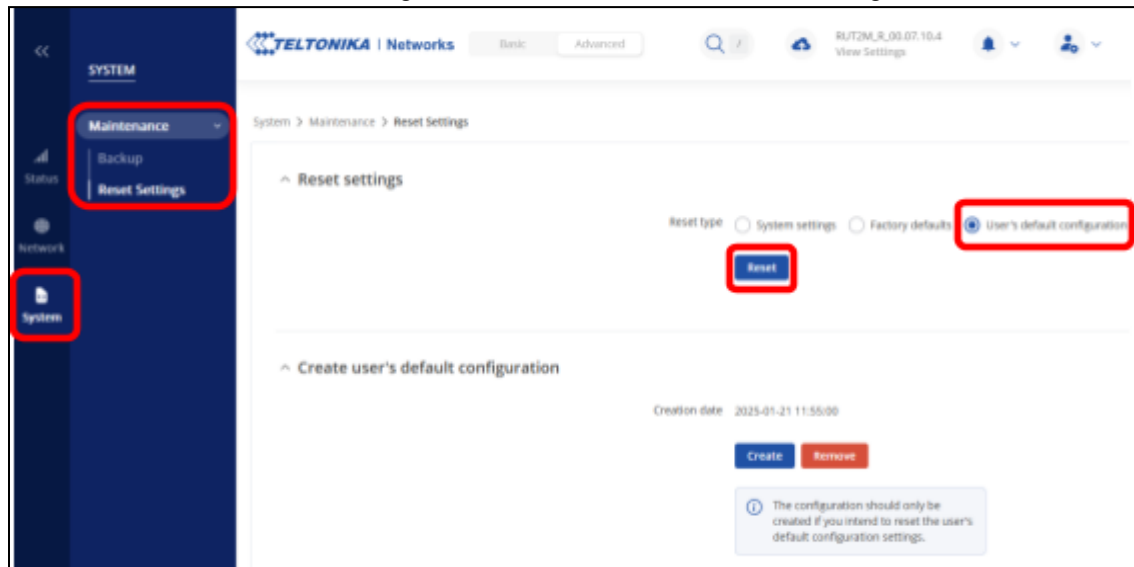 TELTONIKA | Networks
Basic
Advanced
/
RUT2M_R_00.07.10.4
View Settings
SYSTEM
Maintenance
Backup
Reset Settings
Status
Network
System
System > Maintenance > Reset Settings
Reset settings
Reset type
System settings
Factory defaults
User's default configuration
Reset
Create user's default configuration
Creation date 2025-01-21 11:55:00
Create
Remove
The configuration should only be
created if you intend to reset the user's
default configuration settings.